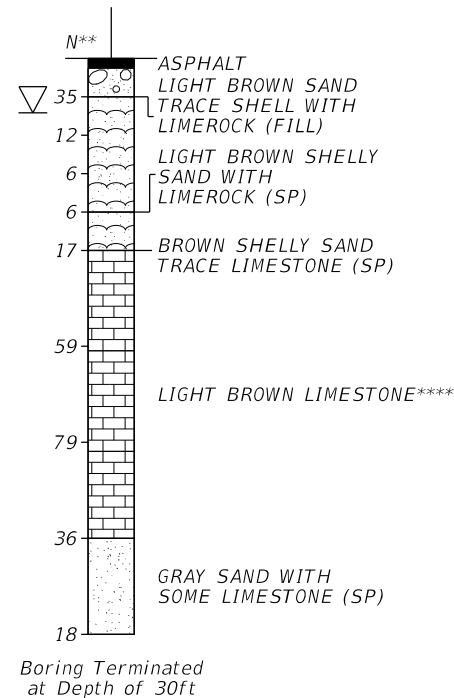 N**
ASPHALT
LIGHT BROWN SAND
TRACE SHELL WITH
LIMEROCK (FILL)
35
12
LIGHT BROWN SHELLY
SAND WITH
LIMEROCK (SP)
6
6
17
BROWN SHELLY SAND
TRACE LIMESTONE (SP)
59
LIGHT BROWN LIMESTONE****
79
36
GRAY SAND WITH
SOME LIMESTONE (SP)
18
Boring Terminated
at Depth of 30ft